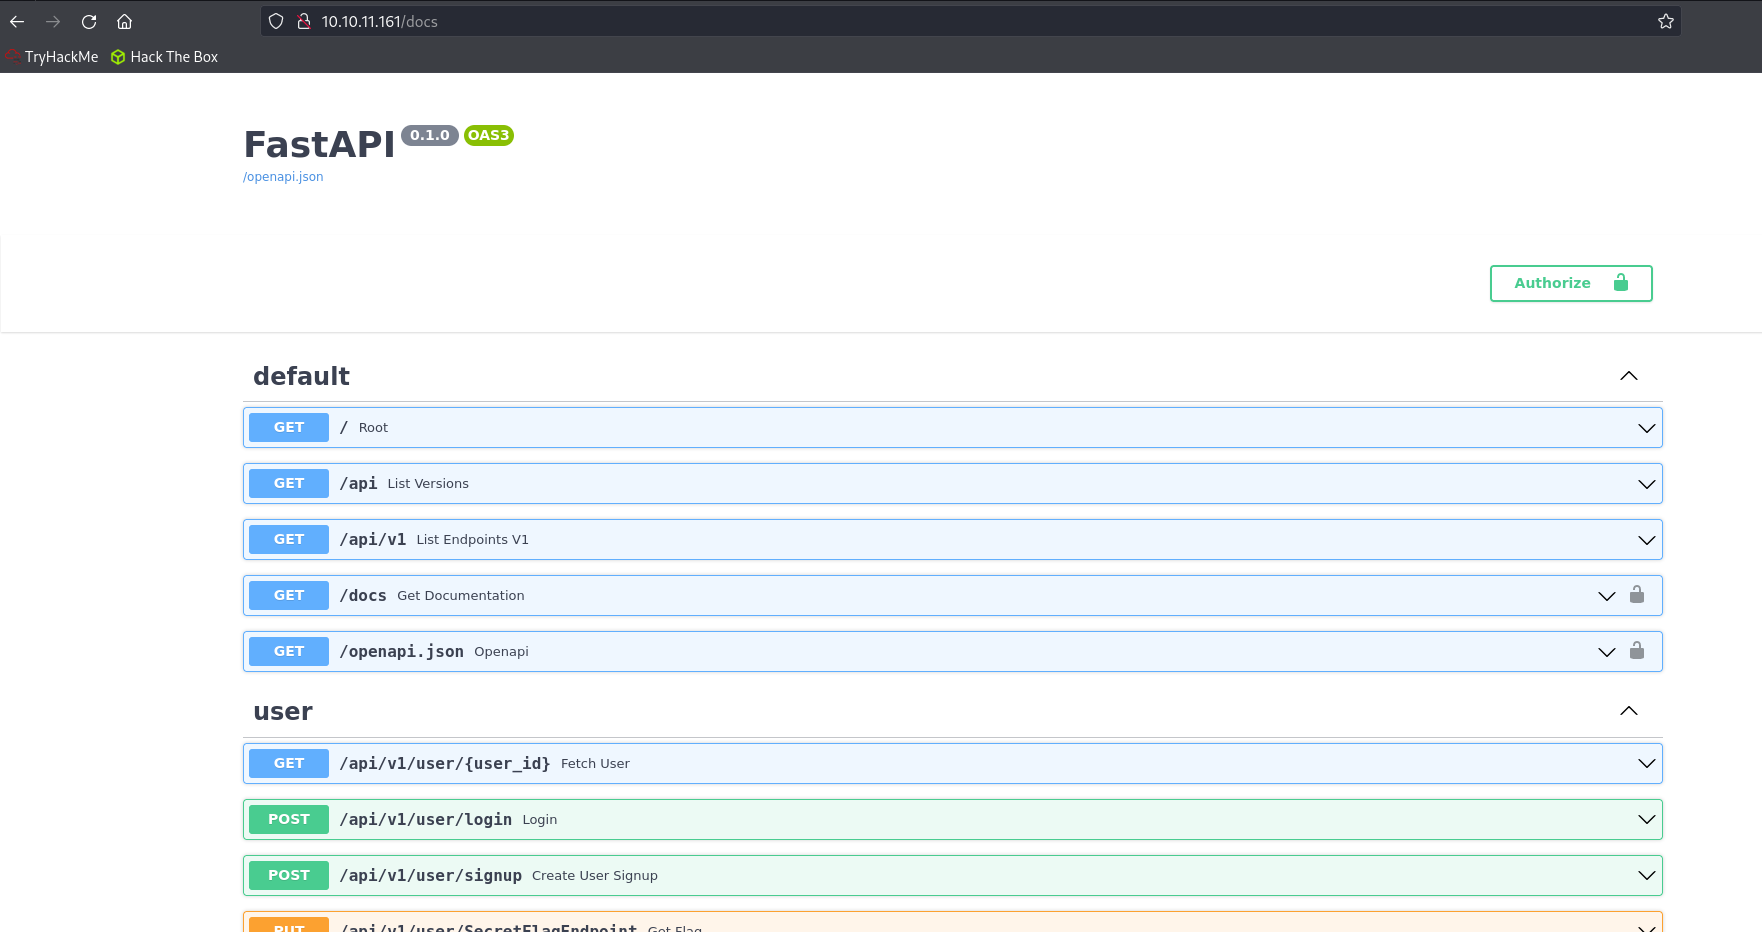 10.10.11.161/docs
TryHackMe Hack The Box
FastAPI 0.1.0 OAS3
/openapi.json
Authorize
default
GET / Root
GET /api List Versions
GET /api/v1 List Endpoints V1
GET /docs Get Documentation
GET /openapi.json Openapi
user
GET /api/v1/user/{user_id} Fetch User
POST /api/v1/user/login Login
POST /api/v1/user/signup Create User Signup
PUT /api/v1/user/SecretFlagEndpoint Get Flag